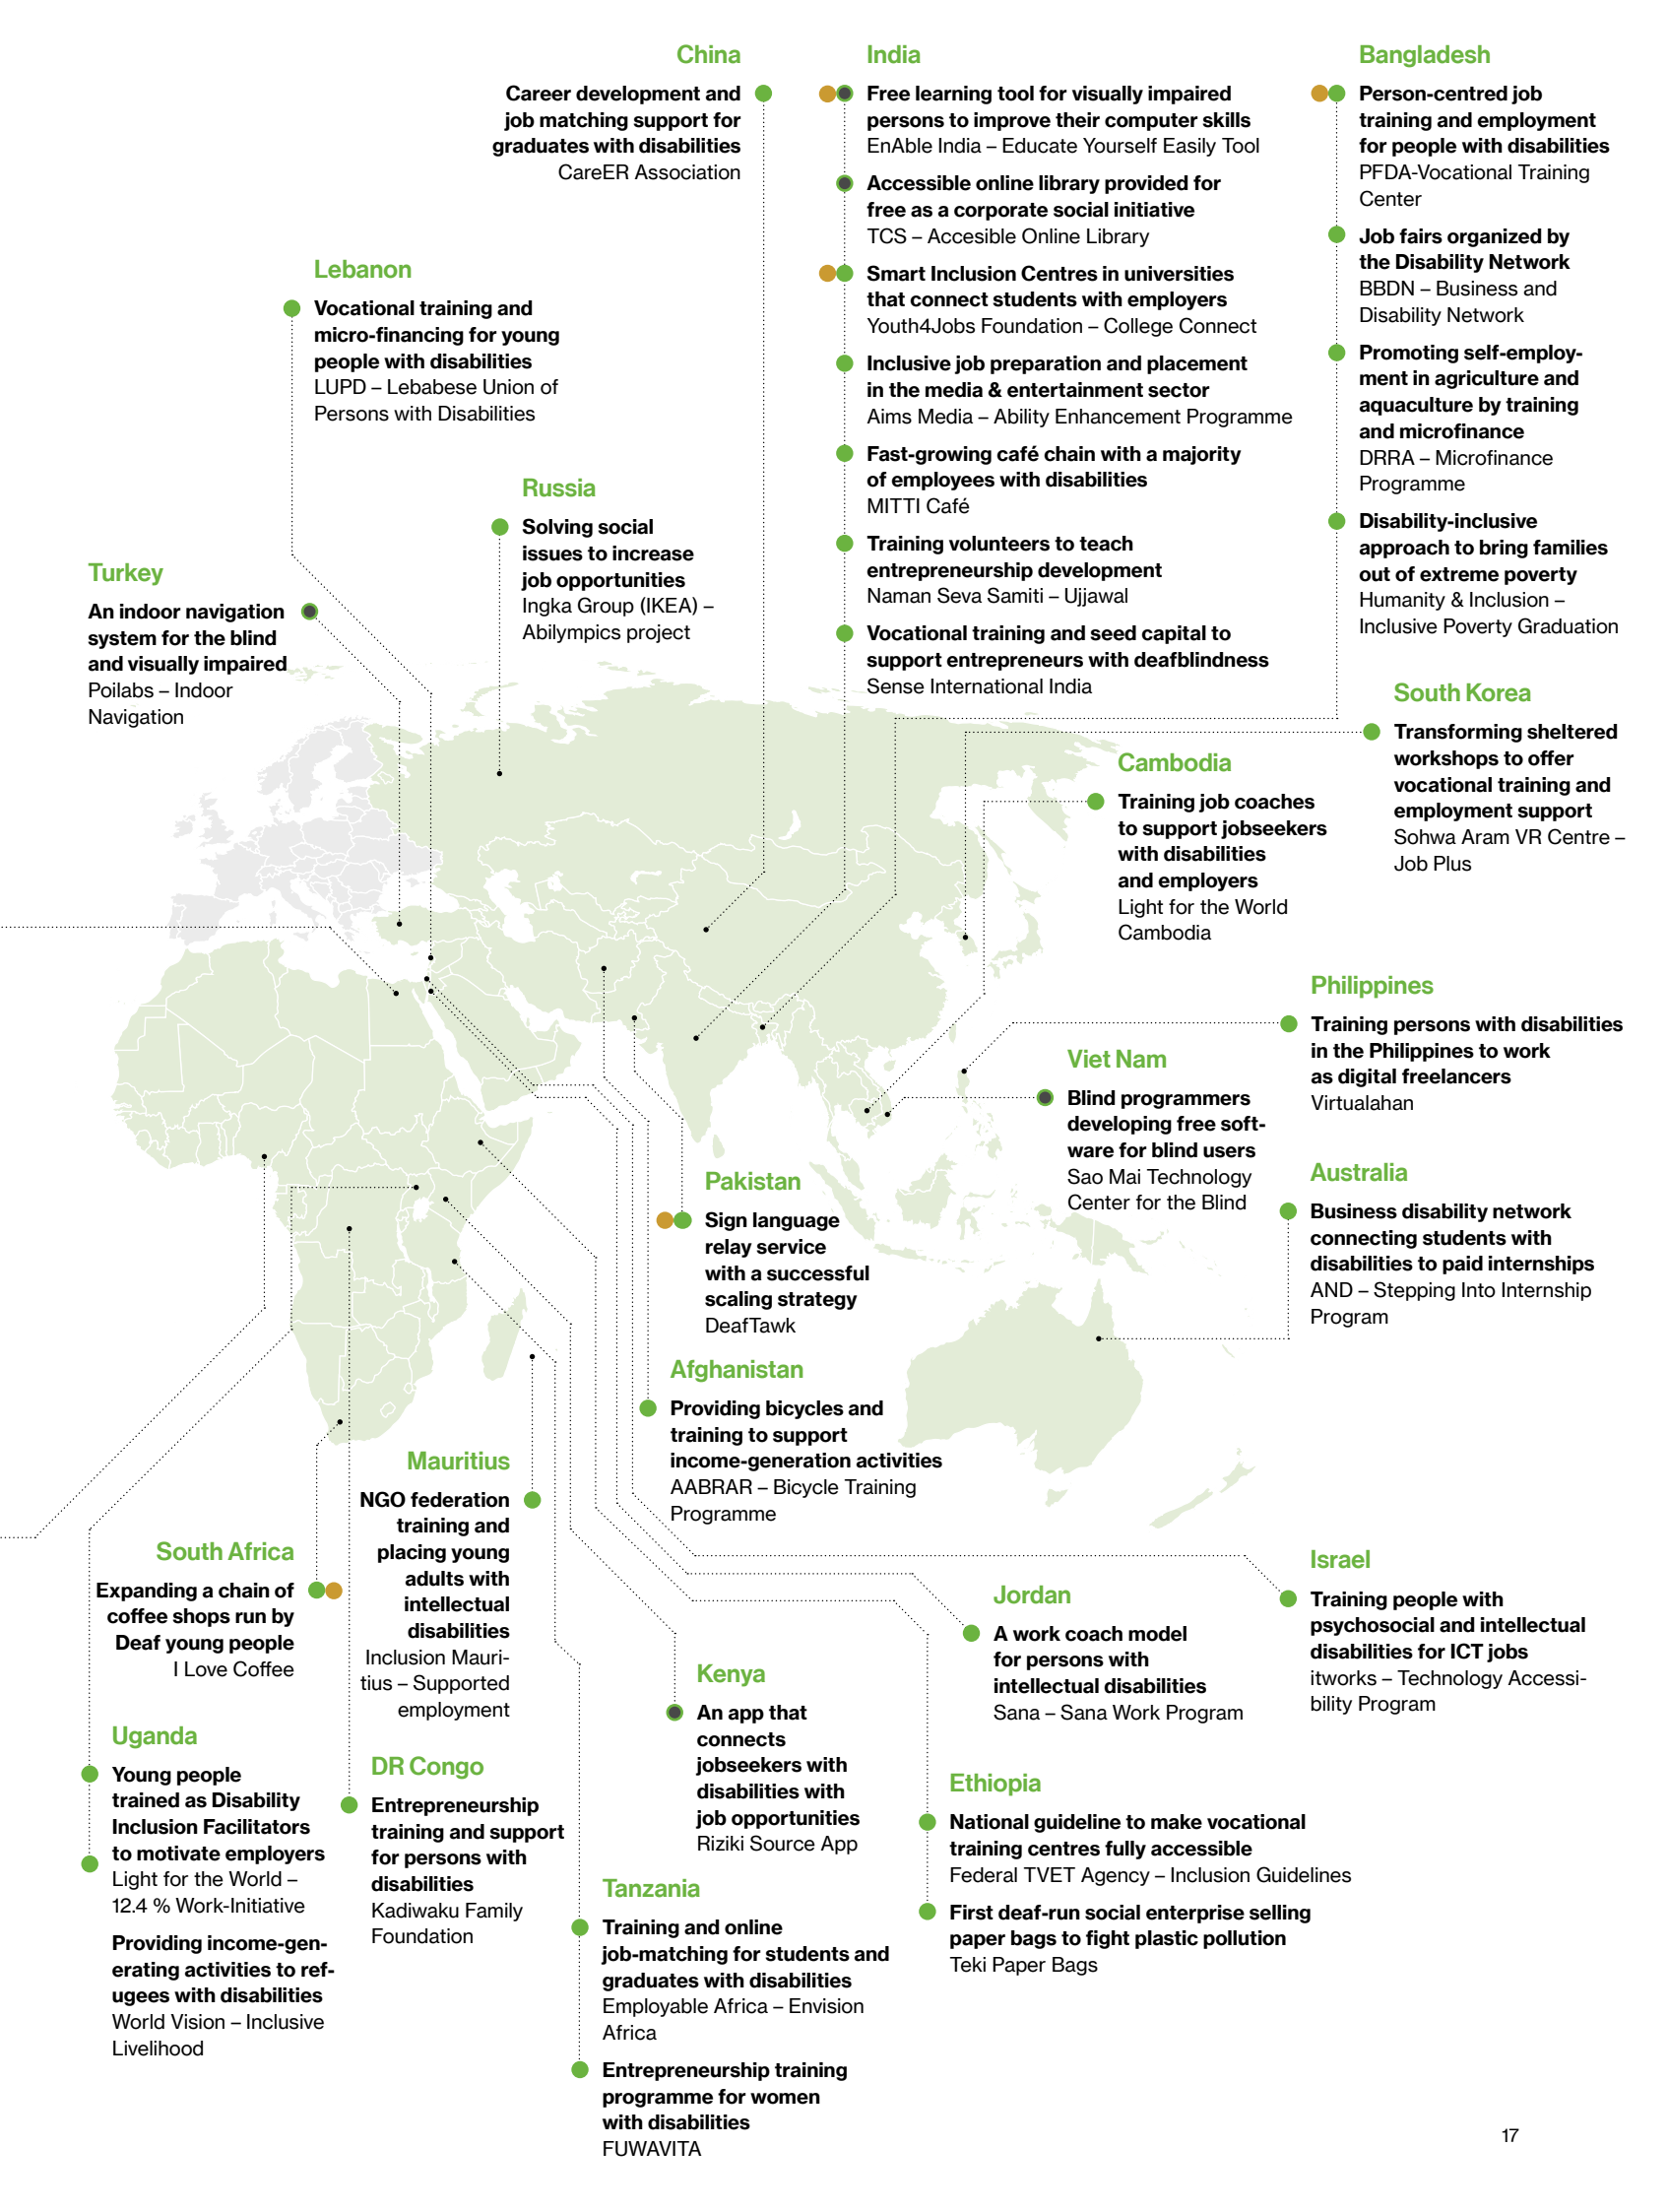 China
Career development and
job matching support for
graduates with disabilities
CareER Association
India
Free learning tool for visually impaired
persons to improve their computer skills
EnAble India – Educate Yourself Easily Tool
Accessible online library provided for
free as a corporate social initiative
TCS – Accesible Online Library
Smart Inclusion Centres in universities
that connect students with employers
Youth4Jobs Foundation – College Connect
Inclusive job preparation and placement
in the media & entertainment sector
Aims Media – Ability Enhancement Programme
Fast-growing café chain with a majority
of employees with disabilities
MITTI Café
Training volunteers to teach
entrepreneurship development
Naman Seva Samiti – Ujjawal
Vocational training and seed capital to
support entrepreneurs with deafblindness
Sense International India
Bangladesh
Person-centred job
training and employment
for people with disabilities
PFDA-Vocational Training
Center
Job fairs organized by
the Disability Network
BBDN – Business and
Disability Network
Promoting self-employ-
ment in agriculture and
aquaculture by training
and microfinance
DRRA – Microfinance
Programme
Disability-inclusive
approach to bring families
out of extreme poverty
Humanity & Inclusion –
Inclusive Poverty Graduation
Lebanon
Vocational training and
micro-financing for young
people with disabilities
LUPD – Lebabese Union of
Persons with Disabilities
Russia
Solving social
issues to increase
job opportunities
Ingka Group (IKEA) –
Abilympics project
Turkey
An indoor navigation
system for the blind
and visually impaired
Poilabs – Indoor
Navigation
South Korea
Transforming sheltered
workshops to offer
vocational training and
employment support
Sohwa Aram VR Centre –
Job Plus
Cambodia
Training job coaches
to support jobseekers
with disabilities
and employers
Light for the World
Cambodia
Philippines
Training persons with disabilities
in the Philippines to work
as digital freelancers
Virtualahan
Viet Nam
Blind programmers
developing free soft-
ware for blind users
Sao Mai Technology
Center for the Blind
Australia
Business disability network
connecting students with
disabilities to paid internships
AND – Stepping Into Internship
Program
Pakistan
Sign language
relay service
with a successful
scaling strategy
DeafTawk
Afghanistan
Providing bicycles and
training to support
income-generation activities
AABRAR – Bicycle Training
Programme
Mauritius
NGO federation
training and
placing young
adults with
intellectual
disabilities
Inclusion Mauri-
tius – Supported
employment
South Africa
Expanding a chain of
coffee shops run by
Deaf young people
I Love Coffee
Israel
Training people with
psychosocial and intellectual
disabilities for ICT jobs
itworks – Technology Accessi-
bility Program
Jordan
A work coach model
for persons with
intellectual disabilities
Sana – Sana Work Program
Kenya
An app that
connects
jobseekers with
disabilities with
job opportunities
Riziki Source App
Uganda
Young people
trained as Disability
Inclusion Facilitators
to motivate employers
Light for the World –
12.4 % Work-Initiative
Providing income-gen-
erating activities to ref-
ugees with disabilities
World Vision – Inclusive
Livelihood
DR Congo
Entrepreneurship
training and support
for persons with
disabilities
Kadiwaku Family
Foundation
Ethiopia
National guideline to make vocational
training centres fully accessible
Federal TVET Agency – Inclusion Guidelines
First deaf-run social enterprise selling
paper bags to fight plastic pollution
Teki Paper Bags
Tanzania
Training and online
job-matching for students and
graduates with disabilities
Employable Africa – Envision
Africa
Entrepreneurship training
programme for women
with disabilities
FUWAVITA
17